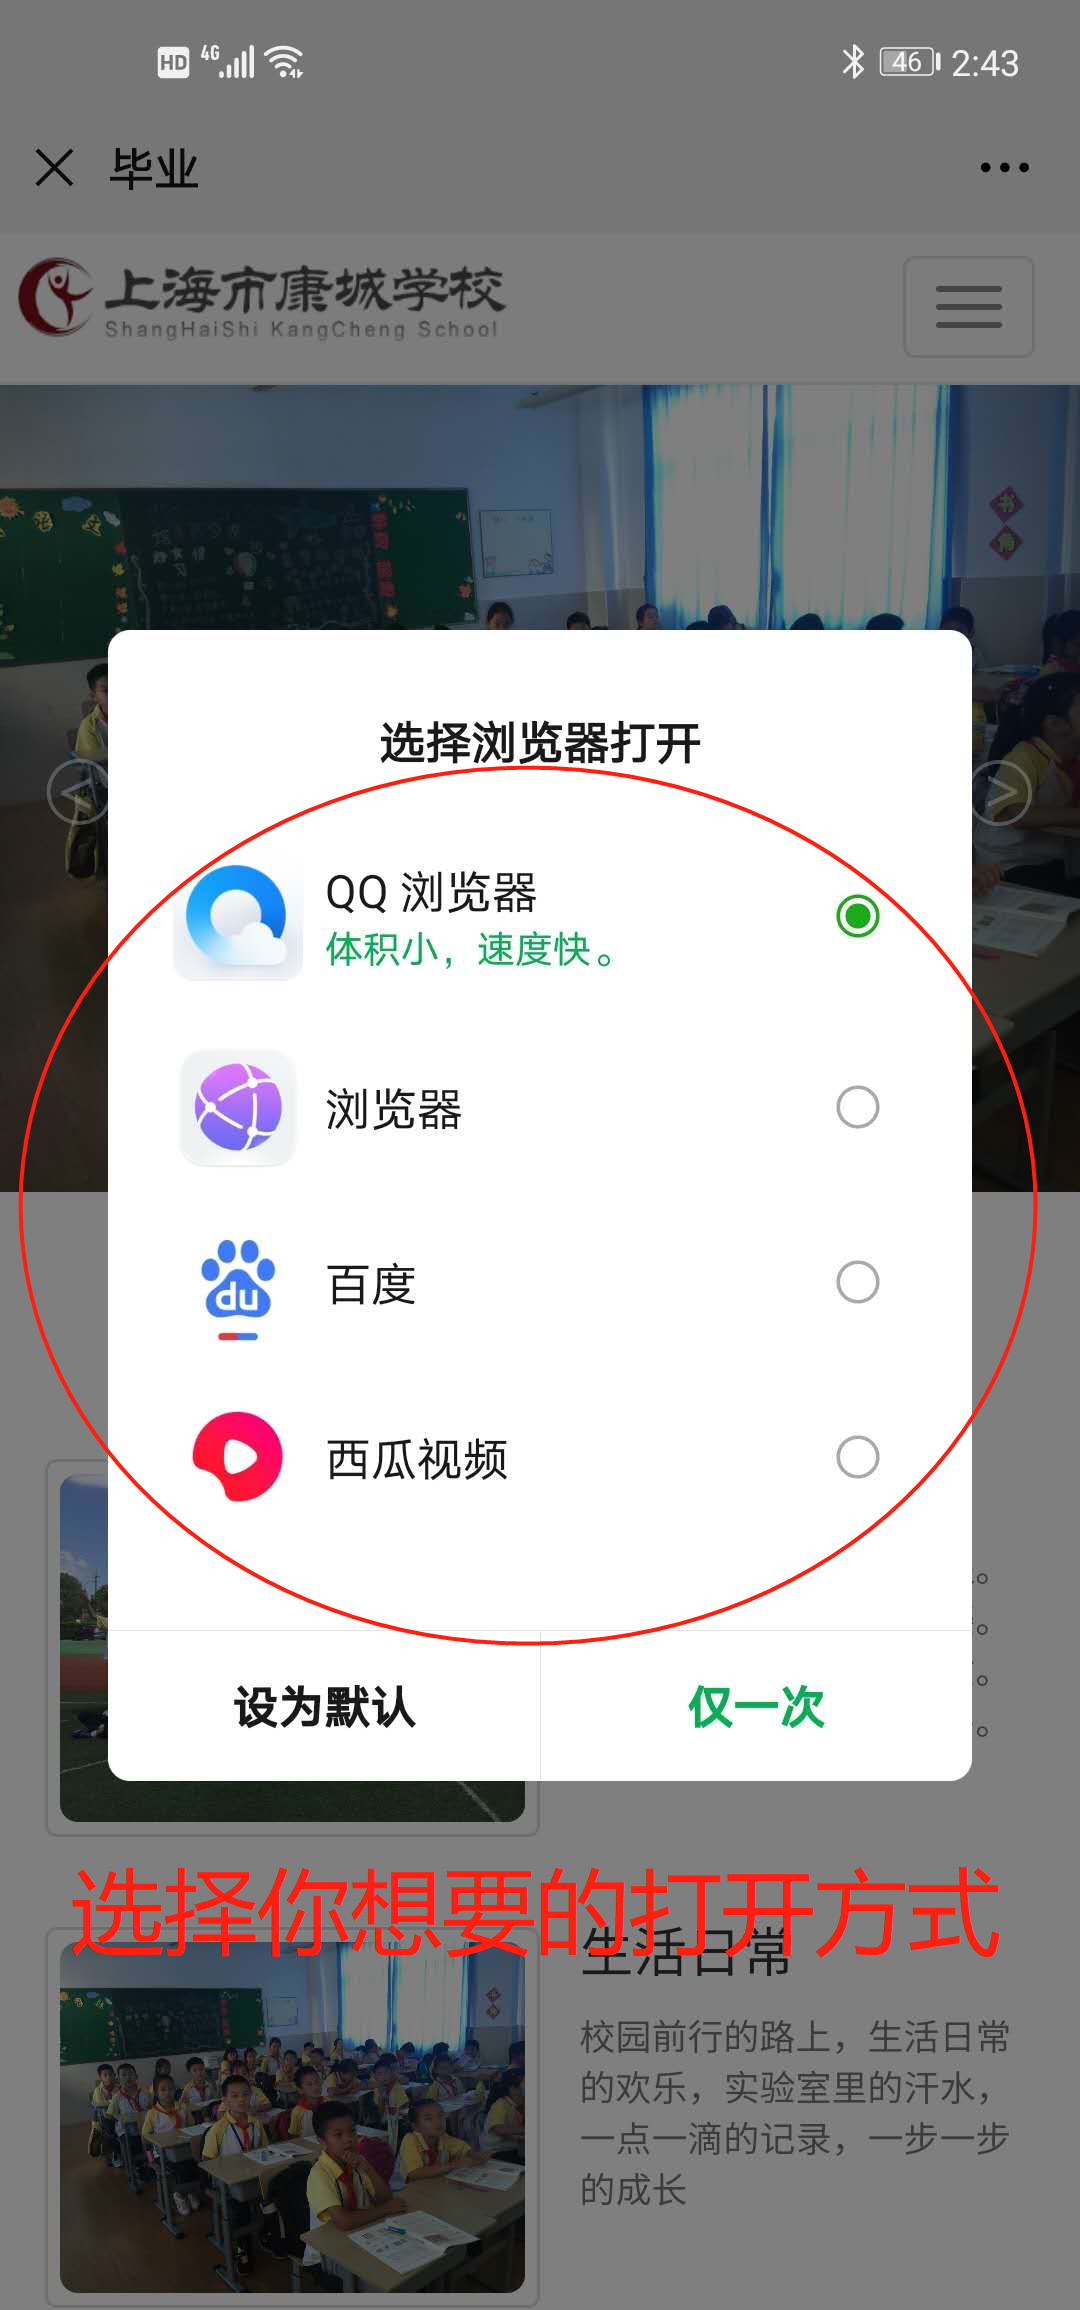 HD 4G 46 2:43
毕业
上海市康城学校
ShangHaiShi KangCheng School
书
角
选择浏览器打开
QQ 浏览器
体积小，速度快。
浏览器
百度
du
西瓜视频
设为默认
仅一次
选择你想要的打开方式
生活日常
校园前行的路上，生活日常
的欢乐，实验室里的汗水，
一点一滴的记录，一步一步
的成长